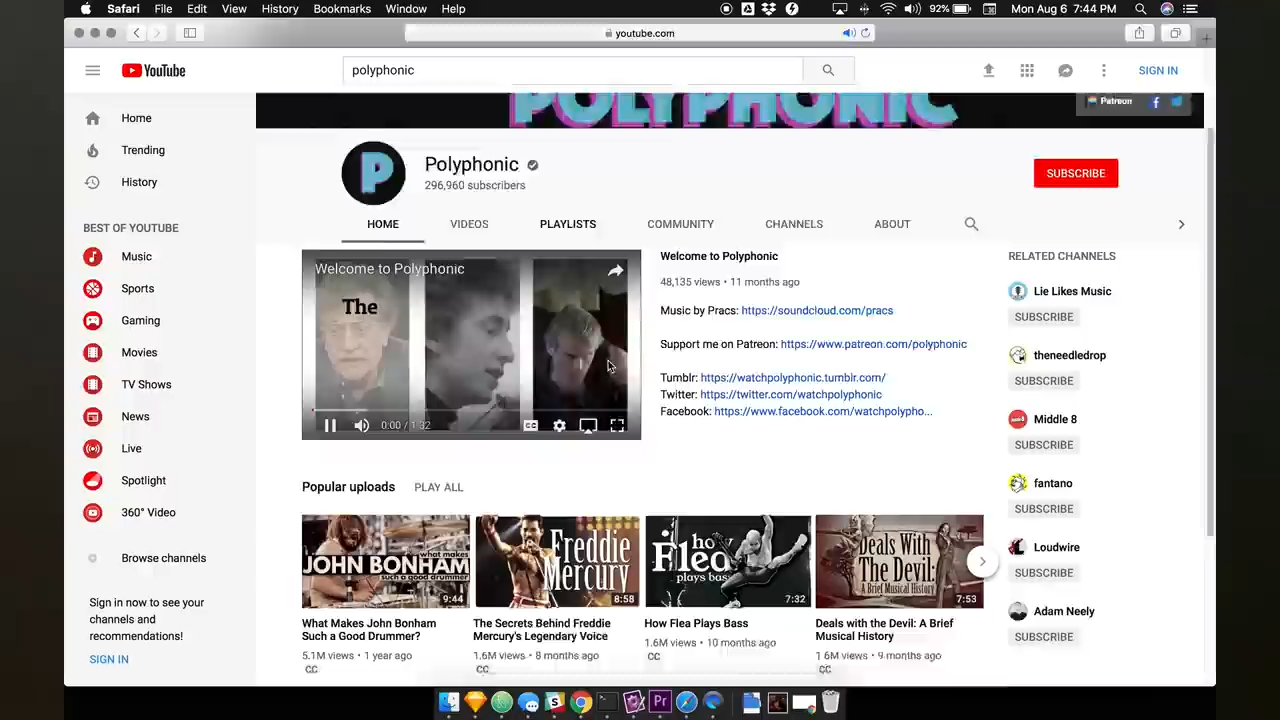 Safari File Edit View History Bookmarks Window Help 92% Mon Aug 6 7:44 PM
youtube.com
YouTube polyphonic SIGN IN
POLYPHONIC
Patreon
Home
Trending
History
BEST OF YOUTUBE
Music
Sports
Gaming
Movies
TV Shows
News
Live
Spotlight
360° Video
Browse channels
Sign in now to see your
channels and
recommendations!
SIGN IN
P
Polyphonic
296,960 subscribers
SUBSCRIBE
HOME VIDEOS PLAYLISTS COMMUNITY CHANNELS ABOUT
Welcome to Polyphonic
The
0:00 / 1:32
CC
Welcome to Polyphonic
48,135 views • 11 months ago
Music by Pracs: https://soundcloud.com/pracs
Support me on Patreon: https://www.patreon.com/polyphonic
Tumblr: https://watchpolyphonic.tumblr.com/
Twitter: https://twitter.com/watchpolyphonic
Facebook: https://www.facebook.com/watchpolypho...
Popular uploads PLAY ALL
what makes
JOHN BONHAM
such a good drummer?
9:44
What Makes John Bonham
Such a Good Drummer?
5.1M views • 1 year ago
CC
Freddie
Mercury
8:58
The Secrets Behind Freddie
Mercury's Legendary Voice
1.6M views • 8 months ago
CC
how
Flea
plays bass
7:32
How Flea Plays Bass
1.6M views • 10 months ago
CC
Deals With
The Devil:
A Brief Musical History
7:53
Deals with the Devil: A Brief
Musical History
1.6M views • 9 months ago
CC
RELATED CHANNELS
Lie Likes Music
SUBSCRIBE
theneedledrop
SUBSCRIBE
Middle 8
SUBSCRIBE
fantano
SUBSCRIBE
Loudwire
SUBSCRIBE
Adam Neely
SUBSCRIBE
Pr